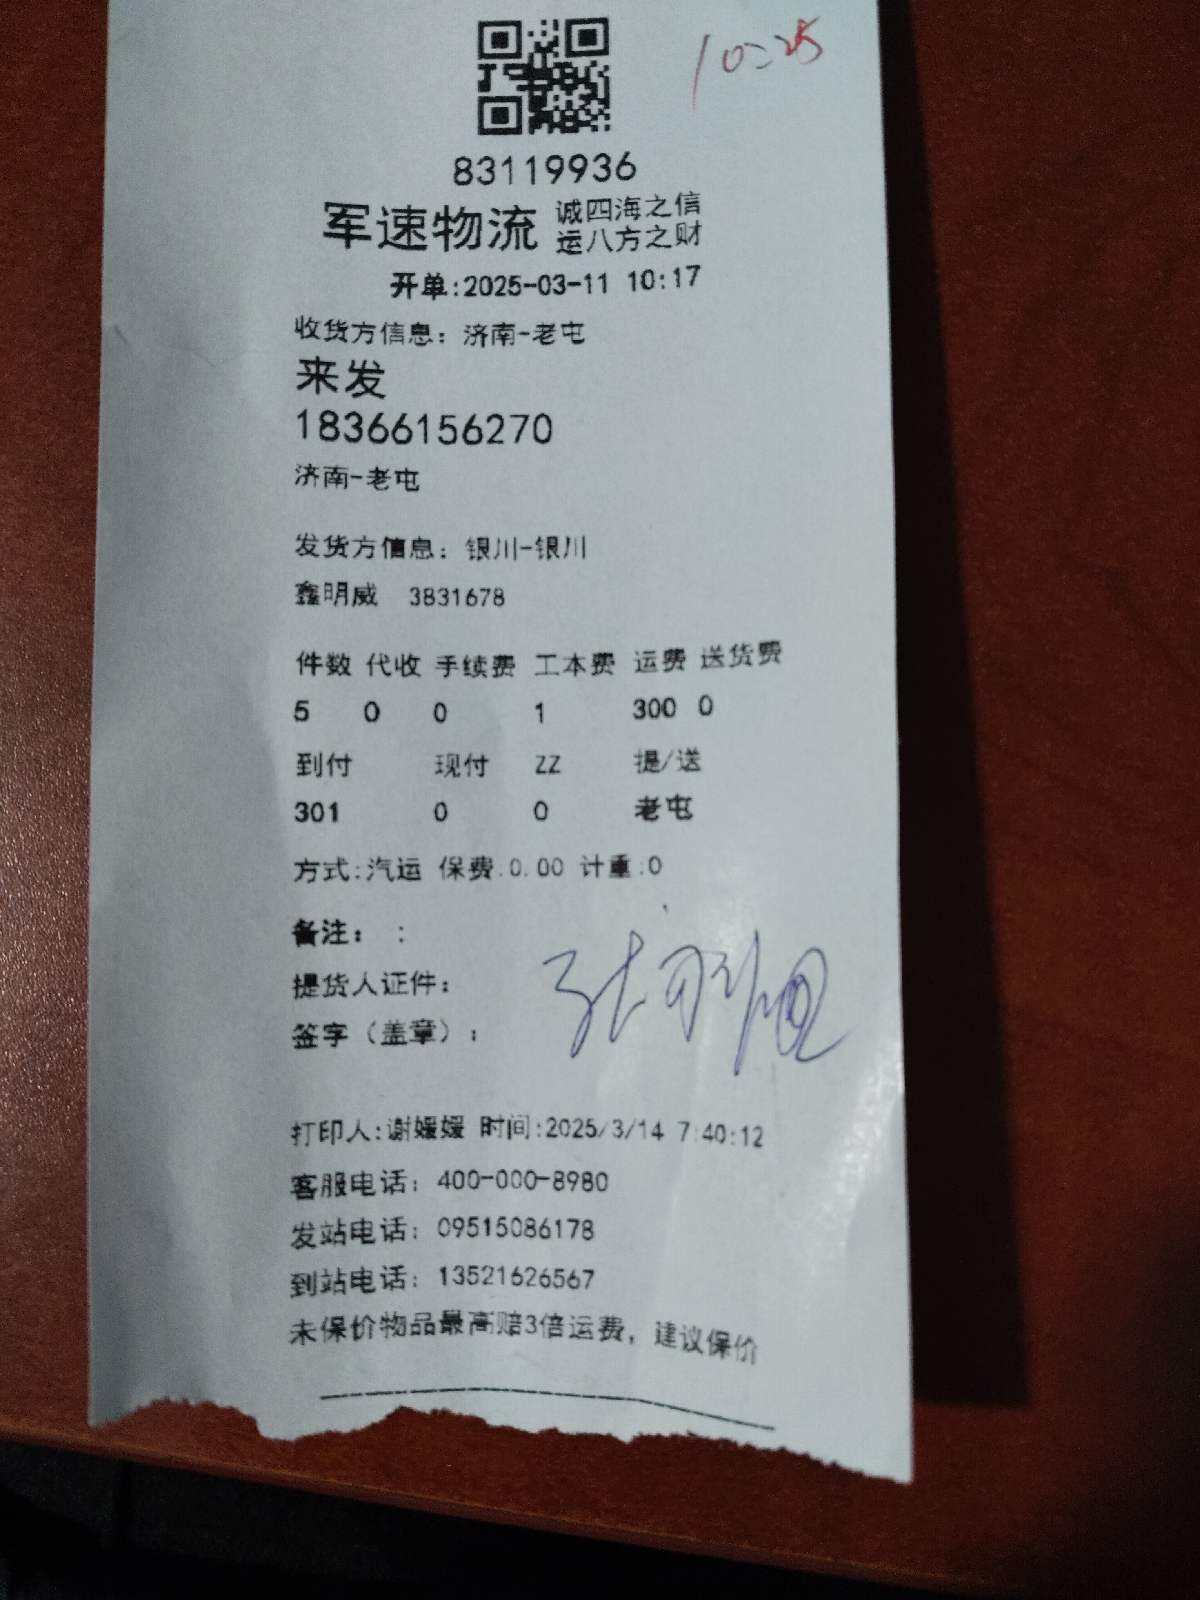 10:25
83119936
军速物流 诚四海之信
运八方之财
开单:2025-03-11 10:17
收货方信息: 济南-老屯
来发
18366156270
济南-老屯
发货方信息: 银川-银川
鑫明威 3831678
件数 代收 手续费 工本费 运费 送货费
5 0 0 1 300 0
到付 现付 ZZ 提/送
301 0 0 老屯
方式:汽运 保费:0.00 计重:0
备注: :
提货人证件:
签字（盖章）:
打印人:谢媛媛 时间:2025/3/14 7:40:12
客服电话: 400-000-8980
发站电话: 09515086178
到站电话: 13521626567
未保价物品最高赔3倍运费，建议保价